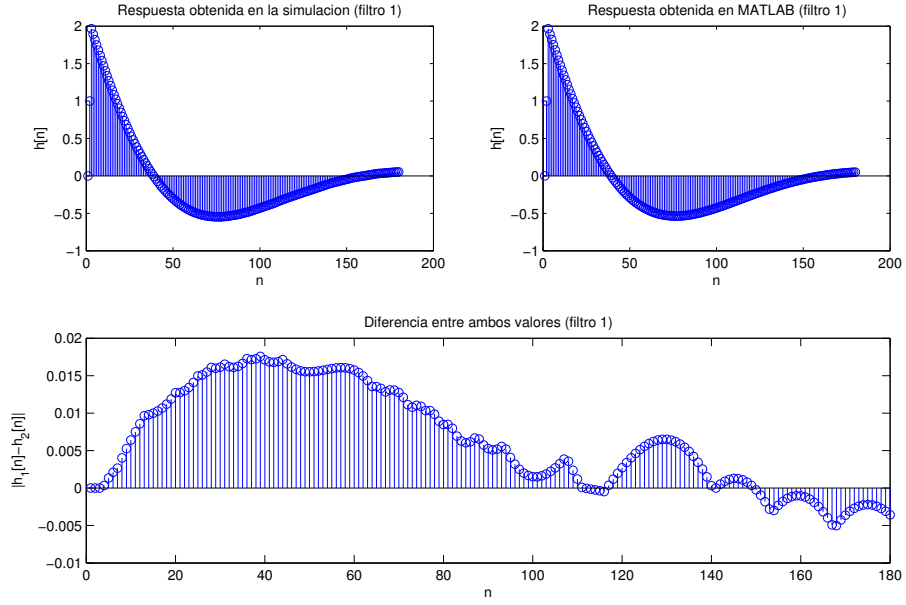 Respuesta obtenida en la simulacion (filtro 1)
h[n]
2
1.5
1
0.5
0
−0.5
−1
0 50 100 150 200
n
Respuesta obtenida en MATLAB (filtro 1)
h[n]
2
1.5
1
0.5
0
−0.5
−1
0 50 100 150 200
n
Diferencia entre ambos valores (filtro 1)
|h₁[n]−h₂[n]|
0.02
0.015
0.01
0.005
0
−0.005
−0.01
0 20 40 60 80 100 120 140 160 180
n